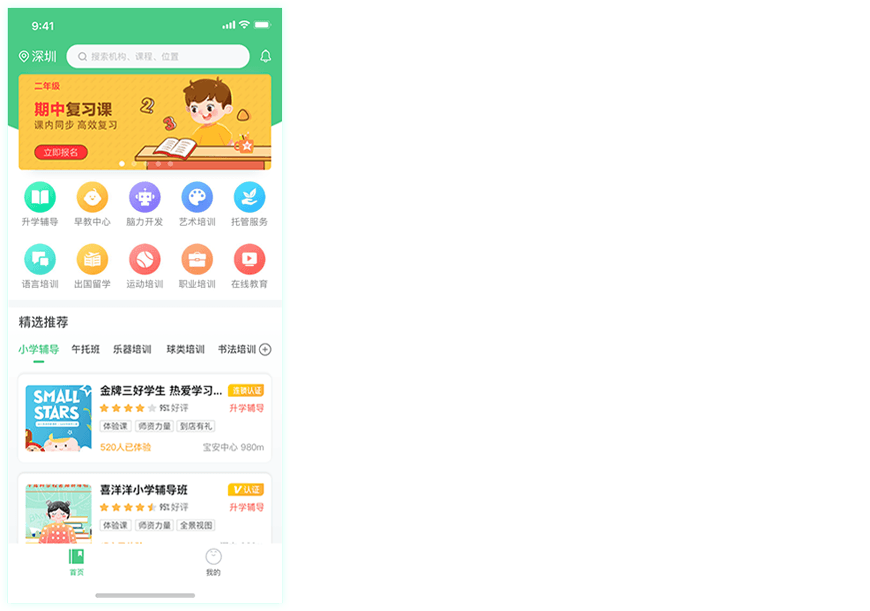 9:41
深圳
搜索机构、课程、位置
二年级
期中复习课
课内同步 高效复习
立即报名
升学辅导 早教中心 脑力开发 艺术培训 托管服务
语言培训 出国留学 运动培训 职业培训 在线教育
精选推荐
小学辅导 午托班 乐器培训 球类培训 书法培训
SMALL
STARS
金牌三好学生 热爱学习... 连锁认证
95%好评 升学辅导
体验课 师资力量 到店有礼
520人已体验 宝安中心 980m
喜洋洋小学辅导班 V认证
95%好评 升学辅导
体验课 师资力量 全景视图
首页 我的